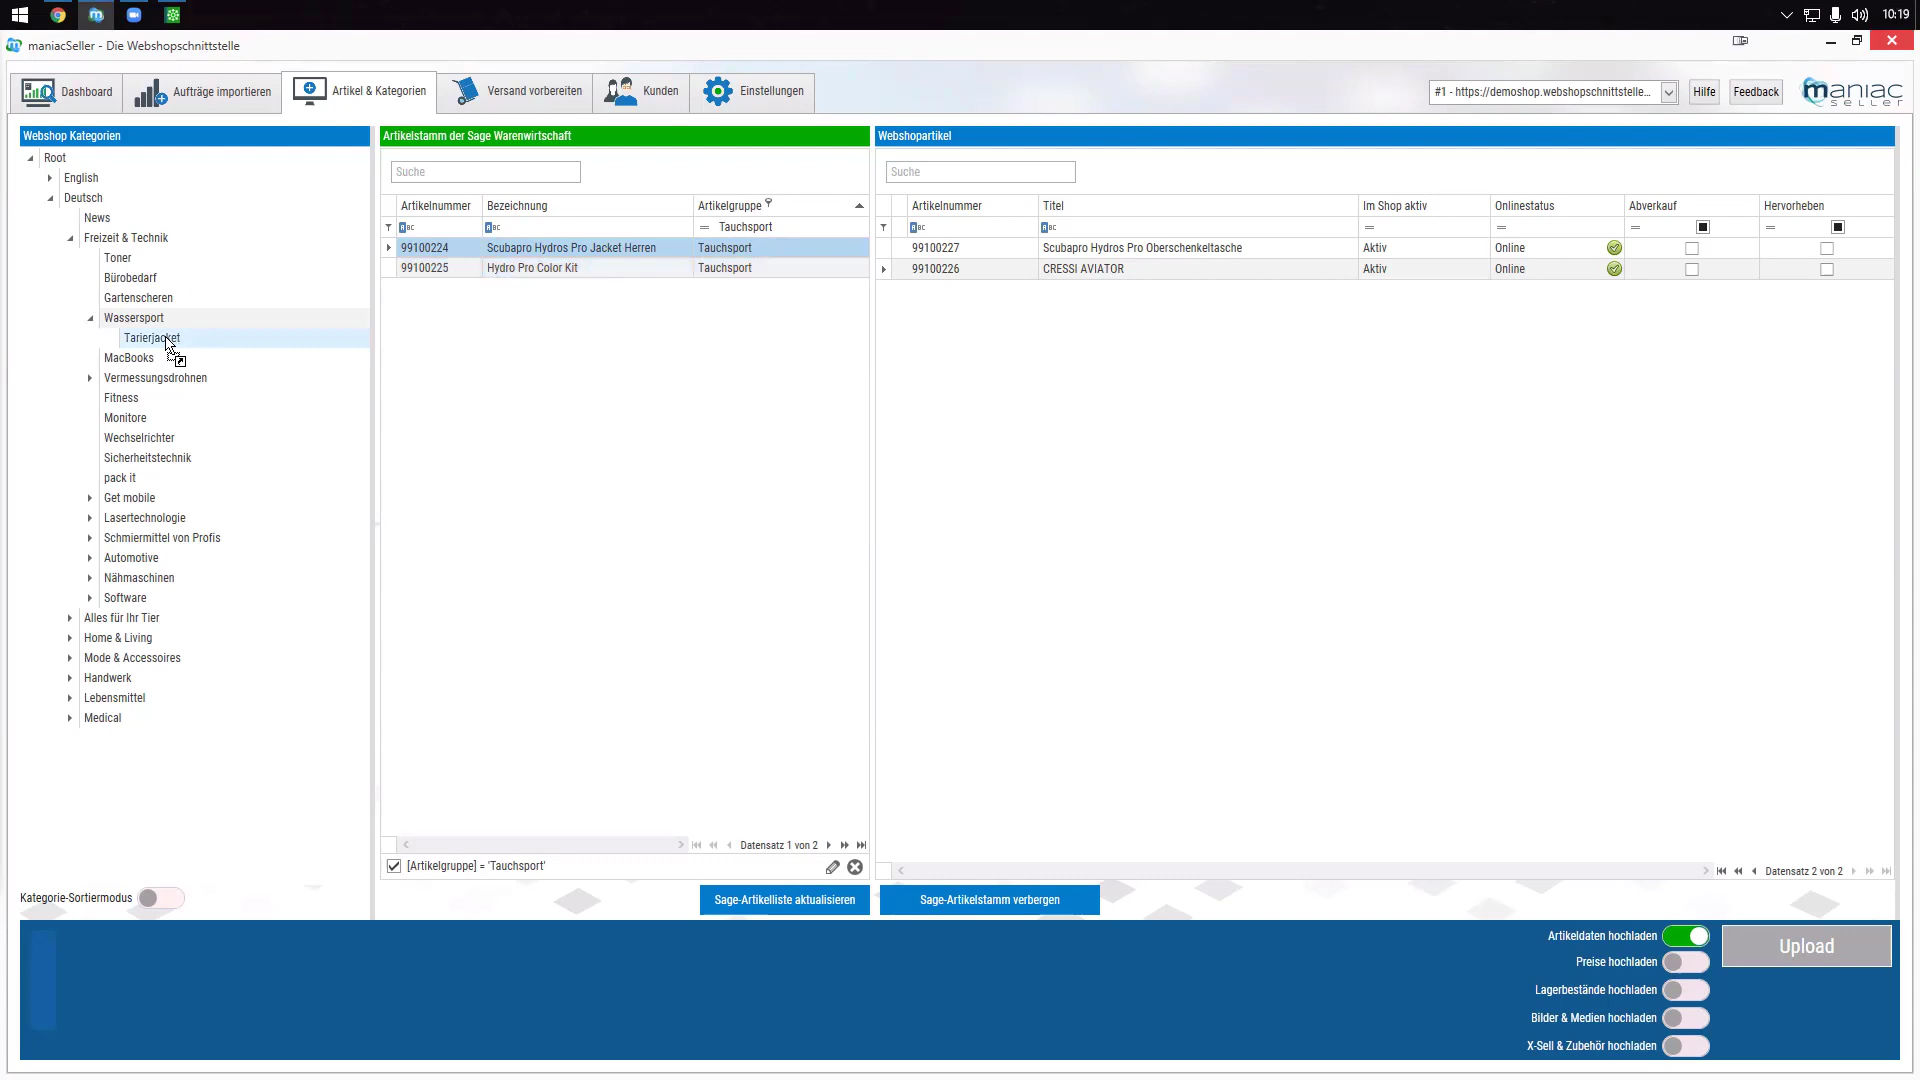 10:19
maniacSeller - Die Webshopschnittstelle
Dashboard
Aufträge importieren
Artikel & Kategorien
Versand vorbereiten
Kunden
Einstellungen
#1 - https://demoshop.webshopschnittstelle...
Hilfe
Feedback
maniac
seller
Webshop Kategorien
Root
English
Deutsch
News
Freizeit & Technik
Toner
Bürobedarf
Gartenscheren
Wassersport
Tarierjacket
MacBooks
Vermessungsdrohnen
Fitness
Monitore
Wechselrichter
Sicherheitstechnik
pack it
Get mobile
Lasertechnologie
Schmiermittel von Profis
Automotive
Nähmaschinen
Software
Alles für Ihr Tier
Home & Living
Mode & Accessoires
Handwerk
Lebensmittel
Medical
Kategorie-Sortiermodus
Artikelstamm der Sage Warenwirtschaft
Suche
Artikelnummer Bezeichnung Artikelgruppe
ABC ABC = Tauchsport
99100224 Scubapro Hydros Pro Jacket Herren Tauchsport
99100225 Hydro Pro Color Kit Tauchsport
Datensatz 1 von 2
[Artikelgruppe] = 'Tauchsport'
Sage-Artikelliste aktualisieren
Webshopartikel
Suche
Artikelnummer Titel Im Shop aktiv Onlinestatus Abverkauf Hervorheben
ABC ABC = = = =
99100227 Scubapro Hydros Pro Oberschenkeltasche Aktiv Online
99100226 CRESSI AVIATOR Aktiv Online
Datensatz 2 von 2
Sage-Artikelstamm verbergen
Artikeldaten hochladen
Preise hochladen
Lagerbestände hochladen
Bilder & Medien hochladen
X-Sell & Zubehör hochladen
Upload